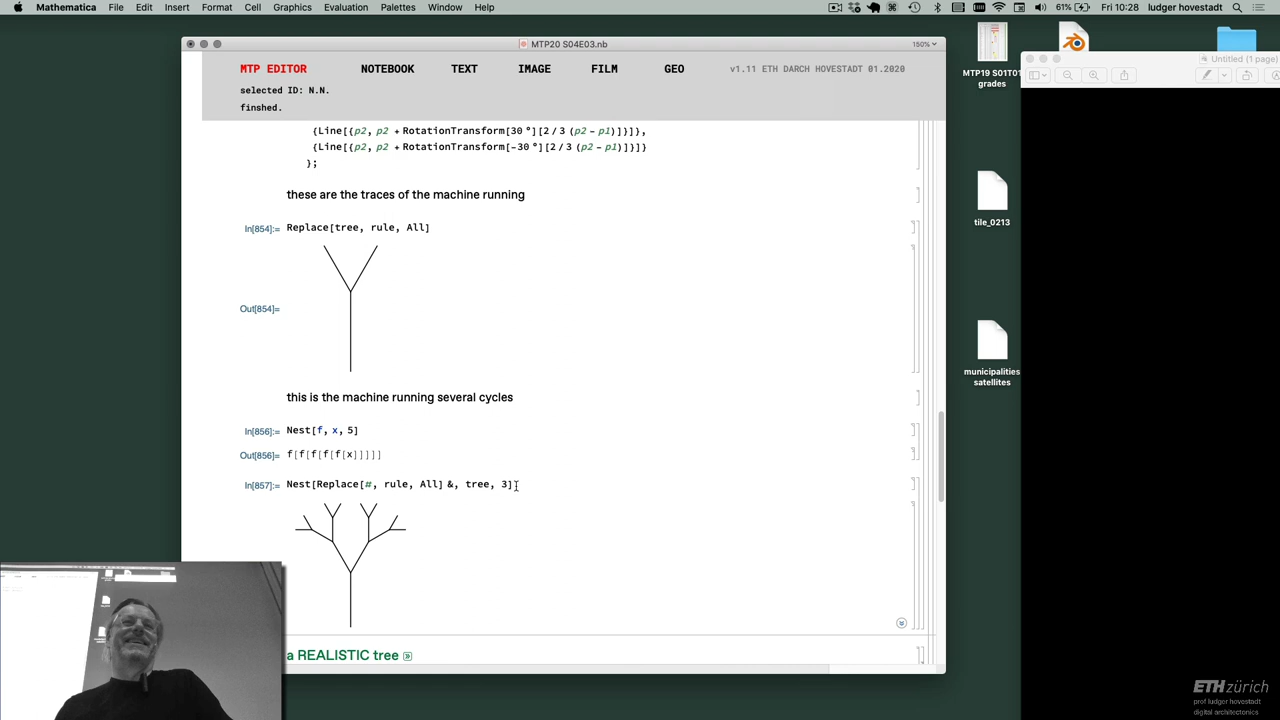 Mathematica File Edit Insert Format Cell Graphics Evaluation Palettes Window Help
61% Fri 10:28 ludger hovestadt
MTP20 S04E03.nb
150%
MTP EDITOR NOTEBOOK TEXT IMAGE FILM GEO v1.11 ETH DARCH HOVESTADT 01.2020
selected ID: N.N.
finshed.
{Line[{p2, p2 + RotationTransform[30 °][2 / 3 (p2 - p1)]}]},
{Line[{p2, p2 + RotationTransform[-30 °][2 / 3 (p2 - p1)]}]}
};
these are the traces of the machine running
In[854]:= Replace[tree, rule, All]
Out[854]=
this is the machine running several cycles
In[856]:= Nest[f, x, 5]
Out[856]= f[f[f[f[f[x]]]]]
In[857]:= Nest[Replace[#, rule, All] &, tree, 3]
a REALISTIC tree
MTP19 S01T01
grades
Untitled (1 page)
tile_0213
municipalities
satellites
ETH zürich
prof ludger hovestadt
digital architectonics